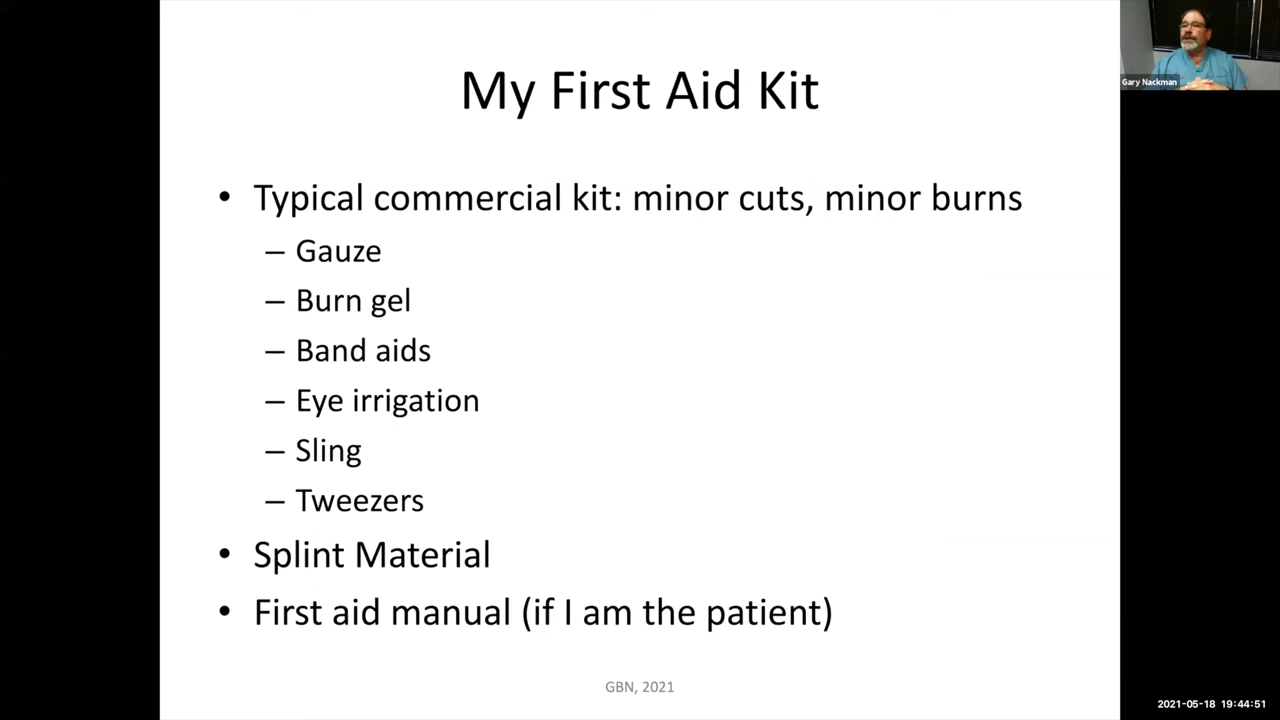 My First Aid Kit
Gary Nackman
• Typical commercial kit: minor cuts, minor burns
– Gauze
– Burn gel
– Band aids
– Eye irrigation
– Sling
– Tweezers
• Splint Material
• First aid manual (if I am the patient)
GBN, 2021
2021-05-18 19:44:51